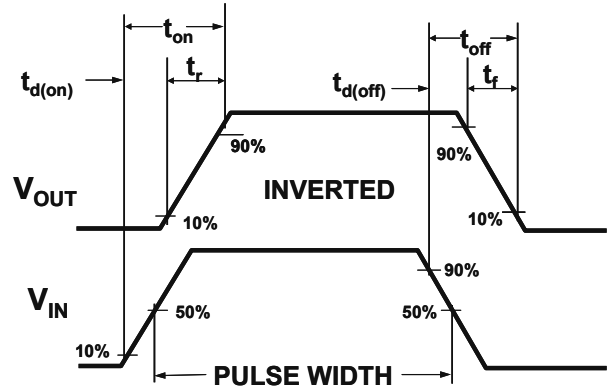 t_on t_off
t_d(on) t_r t_d(off) t_f
90% 90%
V_OUT INVERTED
10% 10%
90%
V_IN 50% 50%
10%
PULSE WIDTH